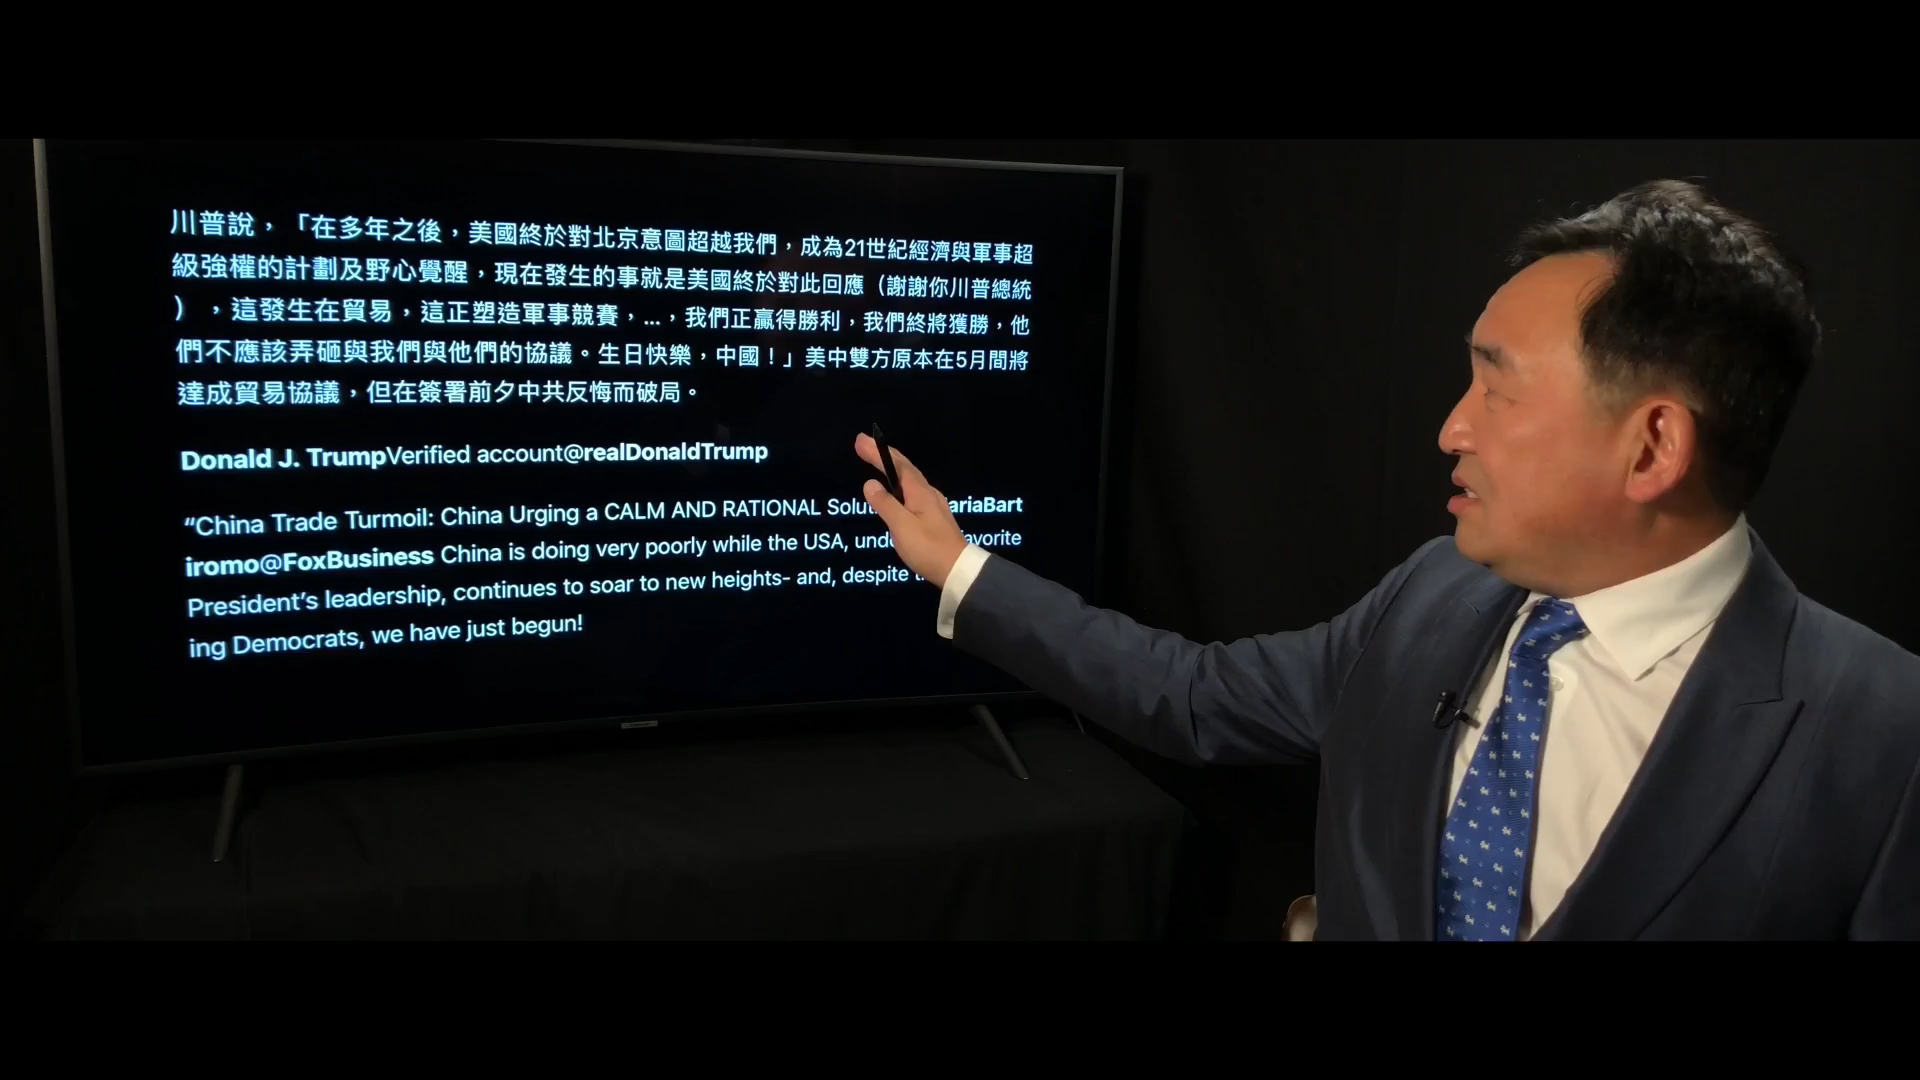 川普說，「在多年之後，美國終於對北京意圖超越我們，成為21世紀經濟與軍事超
級強權的計劃及野心覺醒，現在發生的事就是美國終於對此回應（謝謝你川普總統
），這發生在貿易，這正塑造軍事競賽，...，我們正贏得勝利，我們終將獲勝，他
們不應該弄砸與我們與他們的協議。生日快樂，中國！」美中雙方原本在5月間將
達成貿易協議，但在簽署前夕中共反悔而破局。
Donald J. TrumpVerified account@realDonaldTrump
“China Trade Turmoil: China Urging a CALM AND RATIONAL ariaBart
iromo@FoxBusiness China is doing very poorly while the USA, avorite
President’s leadership, continues to soar to new heights- and, despite
ing Democrats, we have just begun!